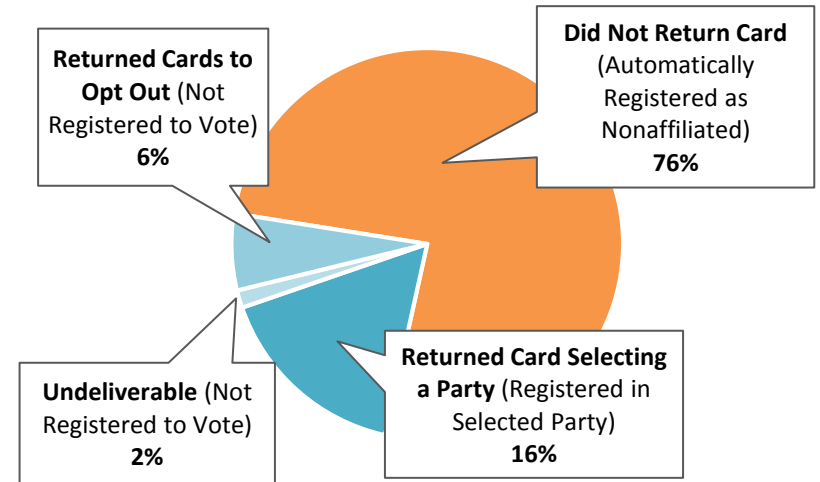 Returned Cards to
Opt Out (Not
Registered to Vote)
6%
Did Not Return Card
(Automatically
Registered as
Nonaffiliated)
76%
Undeliverable (Not
Registered to Vote)
2%
Returned Card Selecting
a Party (Registered in
Selected Party)
16%